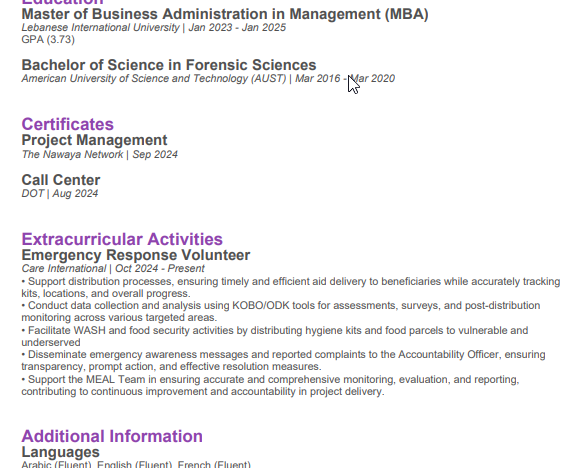 Education
Master of Business Administration in Management (MBA)
Lebanese International University | Jan 2023 - Jan 2025
GPA (3.73)
Bachelor of Science in Forensic Sciences
American University of Science and Technology (AUST) | Mar 2016 - Mar 2020
Certificates
Project Management
The Nawaya Network | Sep 2024
Call Center
DOT | Aug 2024
Extracurricular Activities
Emergency Response Volunteer
Care International | Oct 2024 - Present
• Support distribution processes, ensuring timely and efficient aid delivery to beneficiaries while accurately tracking
kits, locations, and overall progress.
• Conduct data collection and analysis using KOBO/ODK tools for assessments, surveys, and post-distribution
monitoring across various targeted areas.
• Facilitate WASH and food security activities by distributing hygiene kits and food parcels to vulnerable and
underserved
• Disseminate emergency awareness messages and reported complaints to the Accountability Officer, ensuring
transparency, prompt action, and effective resolution measures.
• Support the MEAL Team in ensuring accurate and comprehensive monitoring, evaluation, and reporting,
contributing to continuous improvement and accountability in project delivery.
Additional Information
Languages
Arabic (Fluent), English (Fluent), French (Fluent)